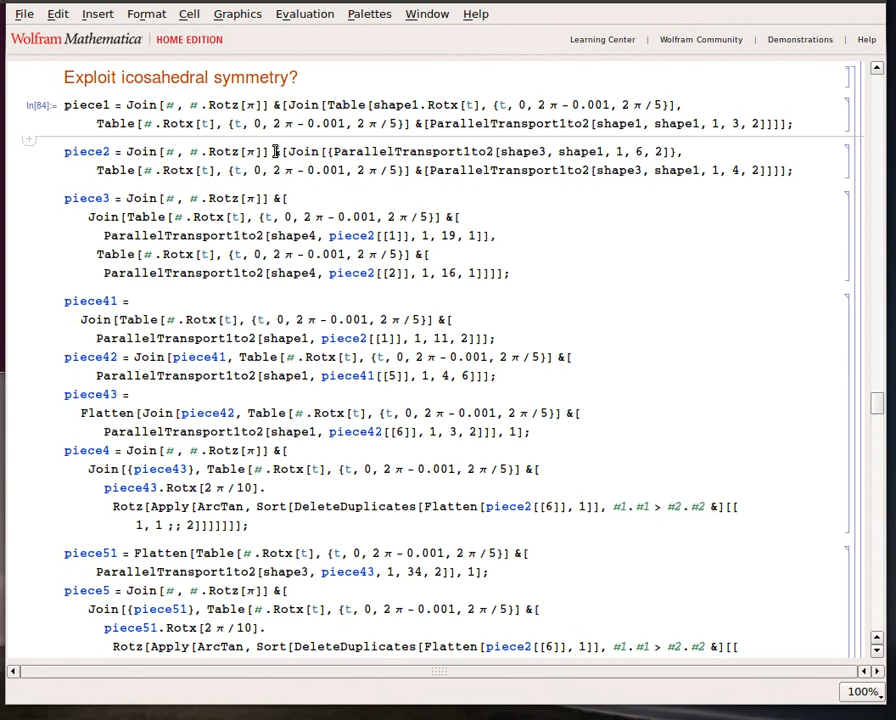 File Edit Insert Format Cell Graphics Evaluation Palettes Window Help
Wolfram Mathematica | HOME EDITION Learning Center | Wolfram Community | Demonstrations | Help
Exploit icosahedral symmetry?
In[84]:= piece1 = Join[#, #.Rotz[π]] &[Join[Table[shape1.Rotx[t], {t, 0, 2 π - 0.001, 2 π / 5}],
Table[#.Rotx[t], {t, 0, 2 π - 0.001, 2 π / 5}] &[ParallelTransport1to2[shape1, shape1, 1, 3, 2]]]];
piece2 = Join[#, #.Rotz[π]] &[Join[{ParallelTransport1to2[shape3, shape1, 1, 6, 2]},
Table[#.Rotx[t], {t, 0, 2 π - 0.001, 2 π / 5}] &[ParallelTransport1to2[shape3, shape1, 1, 4, 2]]]];
piece3 = Join[#, #.Rotz[π]] &[
Join[Table[#.Rotx[t], {t, 0, 2 π - 0.001, 2 π / 5}] &[
ParallelTransport1to2[shape4, piece2[[1]], 1, 19, 1]],
Table[#.Rotx[t], {t, 0, 2 π - 0.001, 2 π / 5}] &[
ParallelTransport1to2[shape4, piece2[[2]], 1, 16, 1]]]];
piece41 =
Join[Table[#.Rotx[t], {t, 0, 2 π - 0.001, 2 π / 5}] &[
ParallelTransport1to2[shape1, piece2[[1]], 1, 11, 2]]];
piece42 = Join[piece41, Table[#.Rotx[t], {t, 0, 2 π - 0.001, 2 π / 5}] &[
ParallelTransport1to2[shape1, piece41[[5]], 1, 4, 6]]];
piece43 =
Flatten[Join[piece42, Table[#.Rotx[t], {t, 0, 2 π - 0.001, 2 π / 5}] &[
ParallelTransport1to2[shape1, piece42[[6]], 1, 3, 2]]], 1];
piece4 = Join[#, #.Rotz[π]] &[
Join[{piece43}, Table[#.Rotx[t], {t, 0, 2 π - 0.001, 2 π / 5}] &[
piece43.Rotx[2 π / 10].
Rotz[Apply[ArcTan, Sort[DeleteDuplicates[Flatten[piece2[[6]], 1]], #1.#1 > #2.#2 &][[
1, 1 ;; 2]]]]]]];
piece51 = Flatten[Table[#.Rotx[t], {t, 0, 2 π - 0.001, 2 π / 5}] &[
ParallelTransport1to2[shape3, piece43, 1, 34, 2]], 1];
piece5 = Join[#, #.Rotz[π]] &[
Join[{piece51}, Table[#.Rotx[t], {t, 0, 2 π - 0.001, 2 π / 5}] &[
piece51.Rotx[2 π / 10].
Rotz[Apply[ArcTan, Sort[DeleteDuplicates[Flatten[piece2[[6]], 1]], #1.#1 > #2.#2 &][[
100%